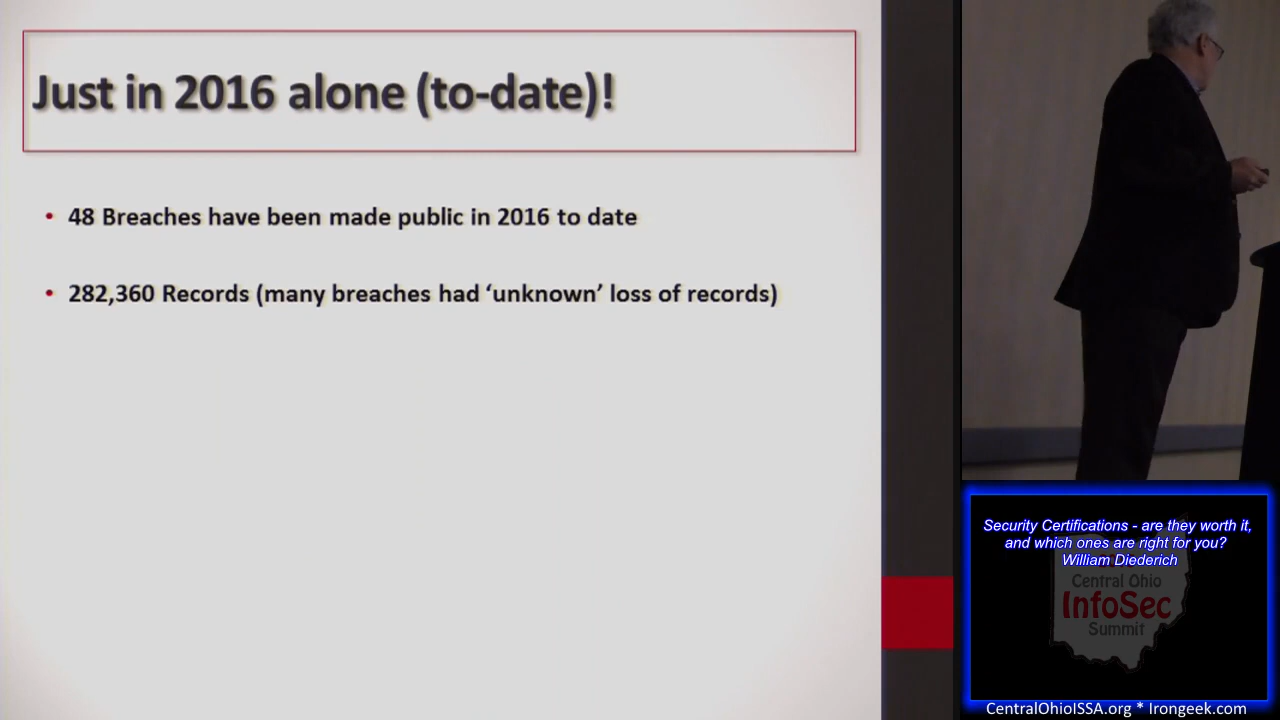 Just in 2016 alone (to-date)!
• 48 Breaches have been made public in 2016 to date
• 282,360 Records (many breaches had ‘unknown’ loss of records)
Security Certifications - are they worth it,
and which ones are right for you?
William Diederich
Central Ohio
InfoSec
Summit
CentralOhioISSA.org * Irongeek.com